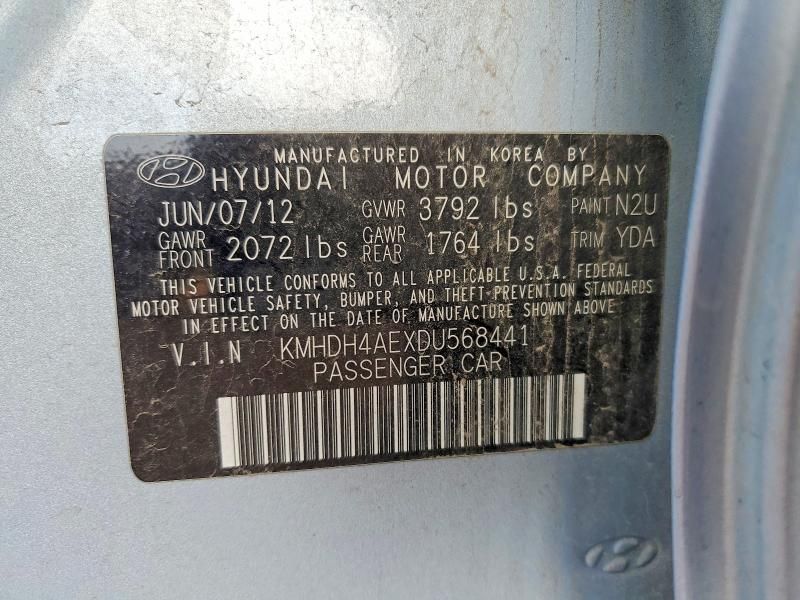 MANUFACTURED IN KOREA BY
HYUNDAI MOTOR COMPANY
JUN/07/12 GVWR 3792 lbs PAINT N2U
GAWR FRONT 2072 lbs GAWR REAR 1764 lbs TRIM YDA
THIS VEHICLE CONFORMS TO ALL APPLICABLE U.S.A. FEDERAL
MOTOR VEHICLE SAFETY, BUMPER, AND THEFT-PREVENTION STANDARDS
IN EFFECT ON THE DATE OF MANUFACTURE SHOWN ABOVE
V.I.N KMHDH4AEXDU568441
PASSENGER CAR